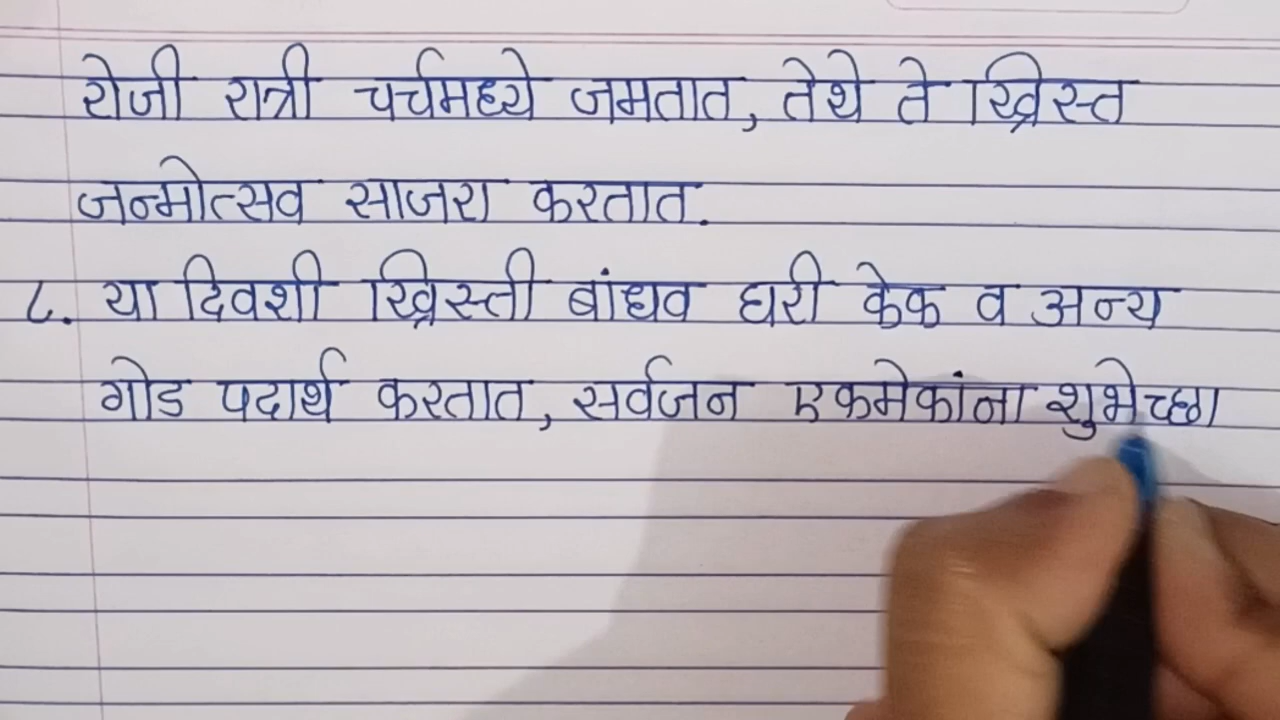 रोजी रात्री चर्चमध्ये जमतात, तेथे ते ख्रिस्त
जन्मोत्सव साजरा करतात.
८. या दिवशी ख्रिस्ती बांधव घरी केक व अन्य
गोड पदार्थ करतात, सर्वजन एकमेकांना शुभेच्छा